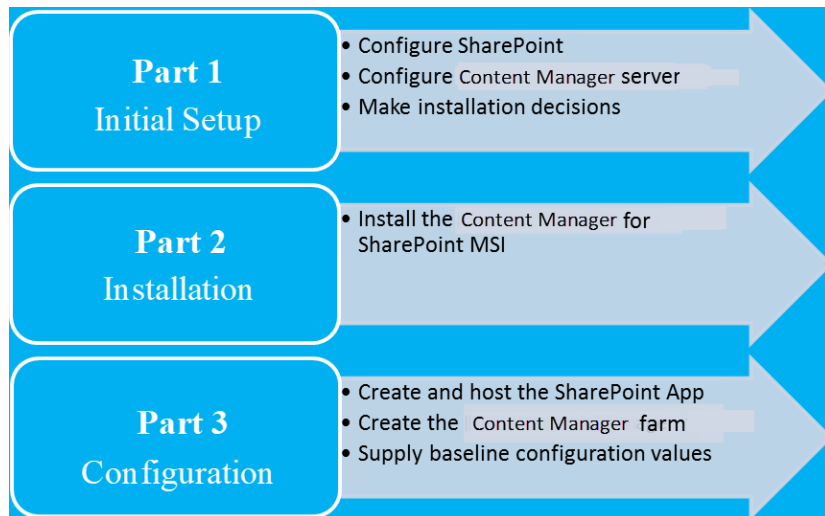 Part 1
Initial Setup
• Configure SharePoint
• Configure Content Manager server
• Make installation decisions
Part 2
Installation
• Install the Content Manager for
SharePoint MSI
Part 3
Configuration
• Create and host the SharePoint App
• Create the Content Manager farm
• Supply baseline configuration values